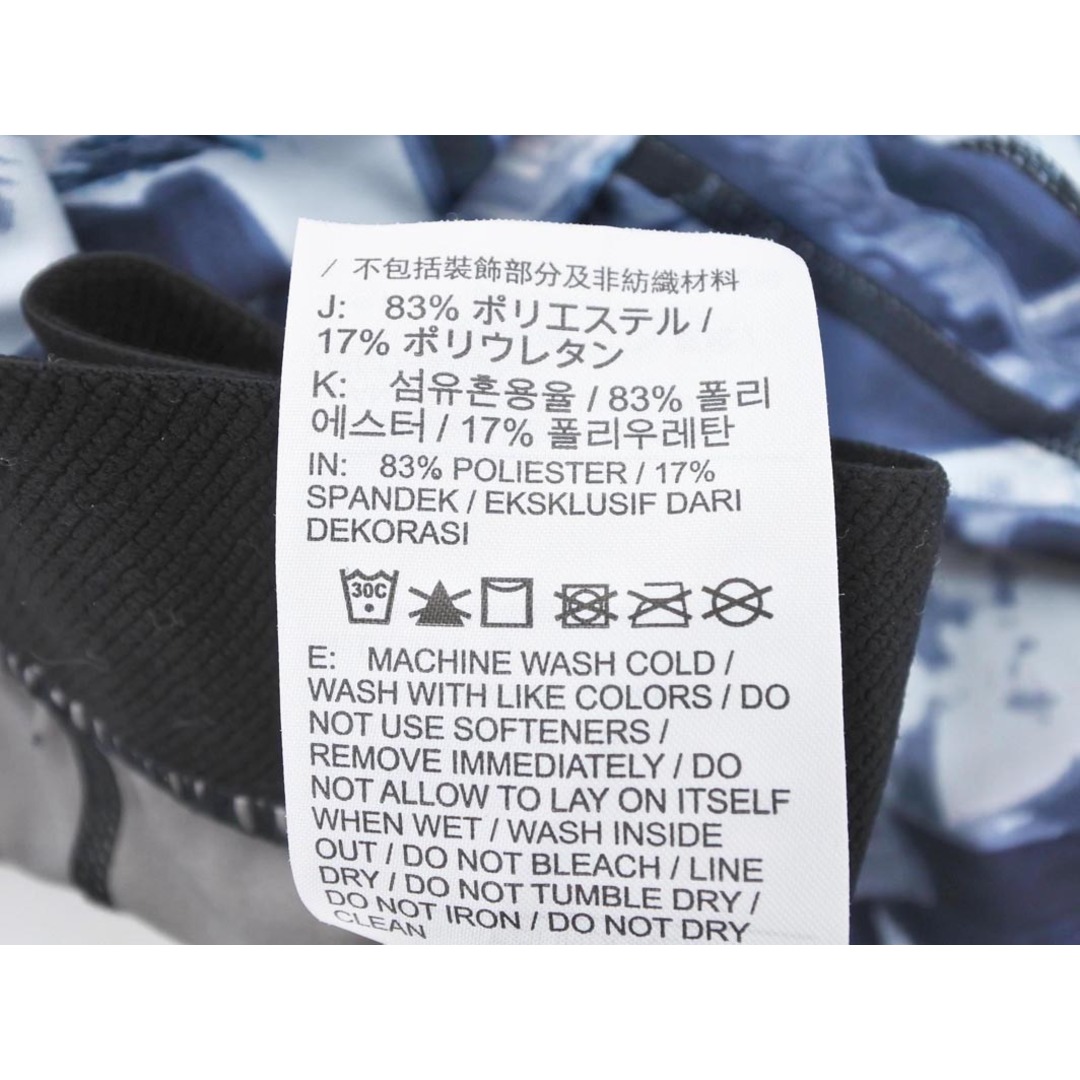 / 不包括裝飾部分及非紡織材料
J: 83% ポリエステル /
17% ポリウレタン
K: 섬유혼용율 / 83% 폴리
에스터 / 17% 폴리우레탄
IN: 83% POLIESTER / 17%
SPANDEK / EKSKLUSIF DARI
DEKORASI
30C
E: MACHINE WASH COLD /
WASH WITH LIKE COLORS / DO
NOT USE SOFTENERS /
REMOVE IMMEDIATELY / DO
NOT ALLOW TO LAY ON ITSELF
WHEN WET / WASH INSIDE
OUT / DO NOT BLEACH / LINE
DRY / DO NOT TUMBLE DRY /
DO NOT IRON / DO NOT DRY
CLEAN